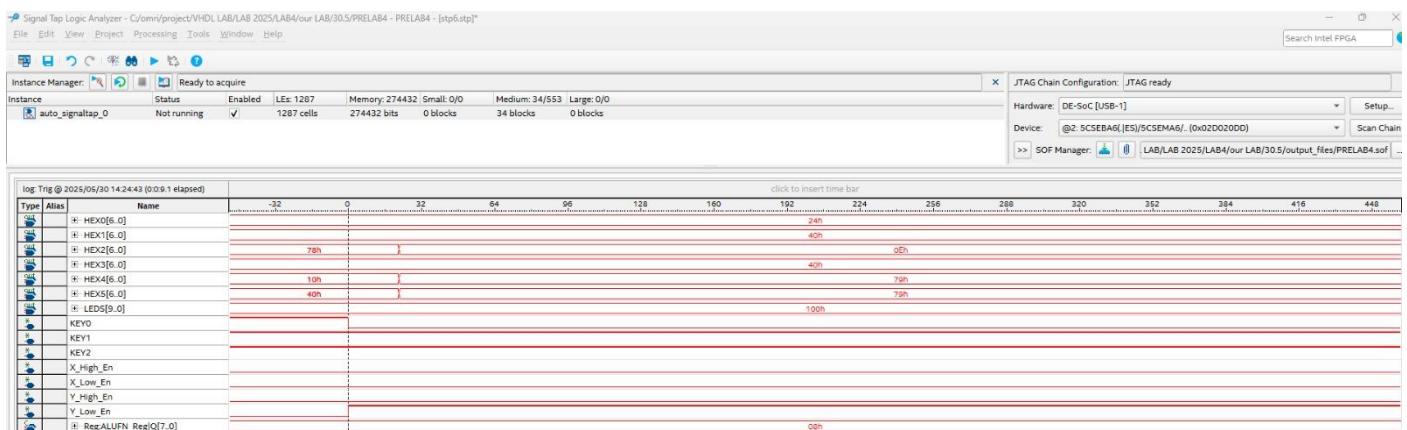 Signal Tap Logic Analyzer - C:/omri/project/VHDL LAB/LAB 2025/LAB4/our LAB/30.5/PRELAB4 - PRELAB4 - [stp6.stp]*
File Edit View Project Processing Tools Window Help
Search Intel FPGA
Instance Manager: Ready to acquire
JTAG Chain Configuration: JTAG ready
Instance Status Enabled LEs: 1287 Memory: 274432 Small: 0/0 Medium: 34/553 Large: 0/0
auto_signaltap_0 Not running 1287 cells 274432 bits 0 blocks 34 blocks 0 blocks
Hardware: DE-SoC [USB-1] Setup...
Device: @2: 5CSEBA6(.|ES)/5CSEMA6/.. (0x02D020DD) Scan Chain
>> SOF Manager: LAB/LAB 2025/LAB4/our LAB/30.5/output_files/PRELAB4.sof ...
log: Trig @ 2025/05/30 14:24:43 (0:0:9.1 elapsed) click to insert time bar
Type Alias Name -32 0 32 64 96 128 160 192 224 256 288 320 352 384 416 448
HEX0[6..0] 24h
HEX1[6..0] 40h
HEX2[6..0] 78h 0Eh
HEX3[6..0] 40h
HEX4[6..0] 10h 79h
HEX5[6..0] 40h 79h
LEDS[9..0] 100h
KEY0
KEY1
KEY2
X_High_En
X_Low_En
Y_High_En
Y_Low_En
Reg:ALUFN_Reg|Q[7..0] 08h